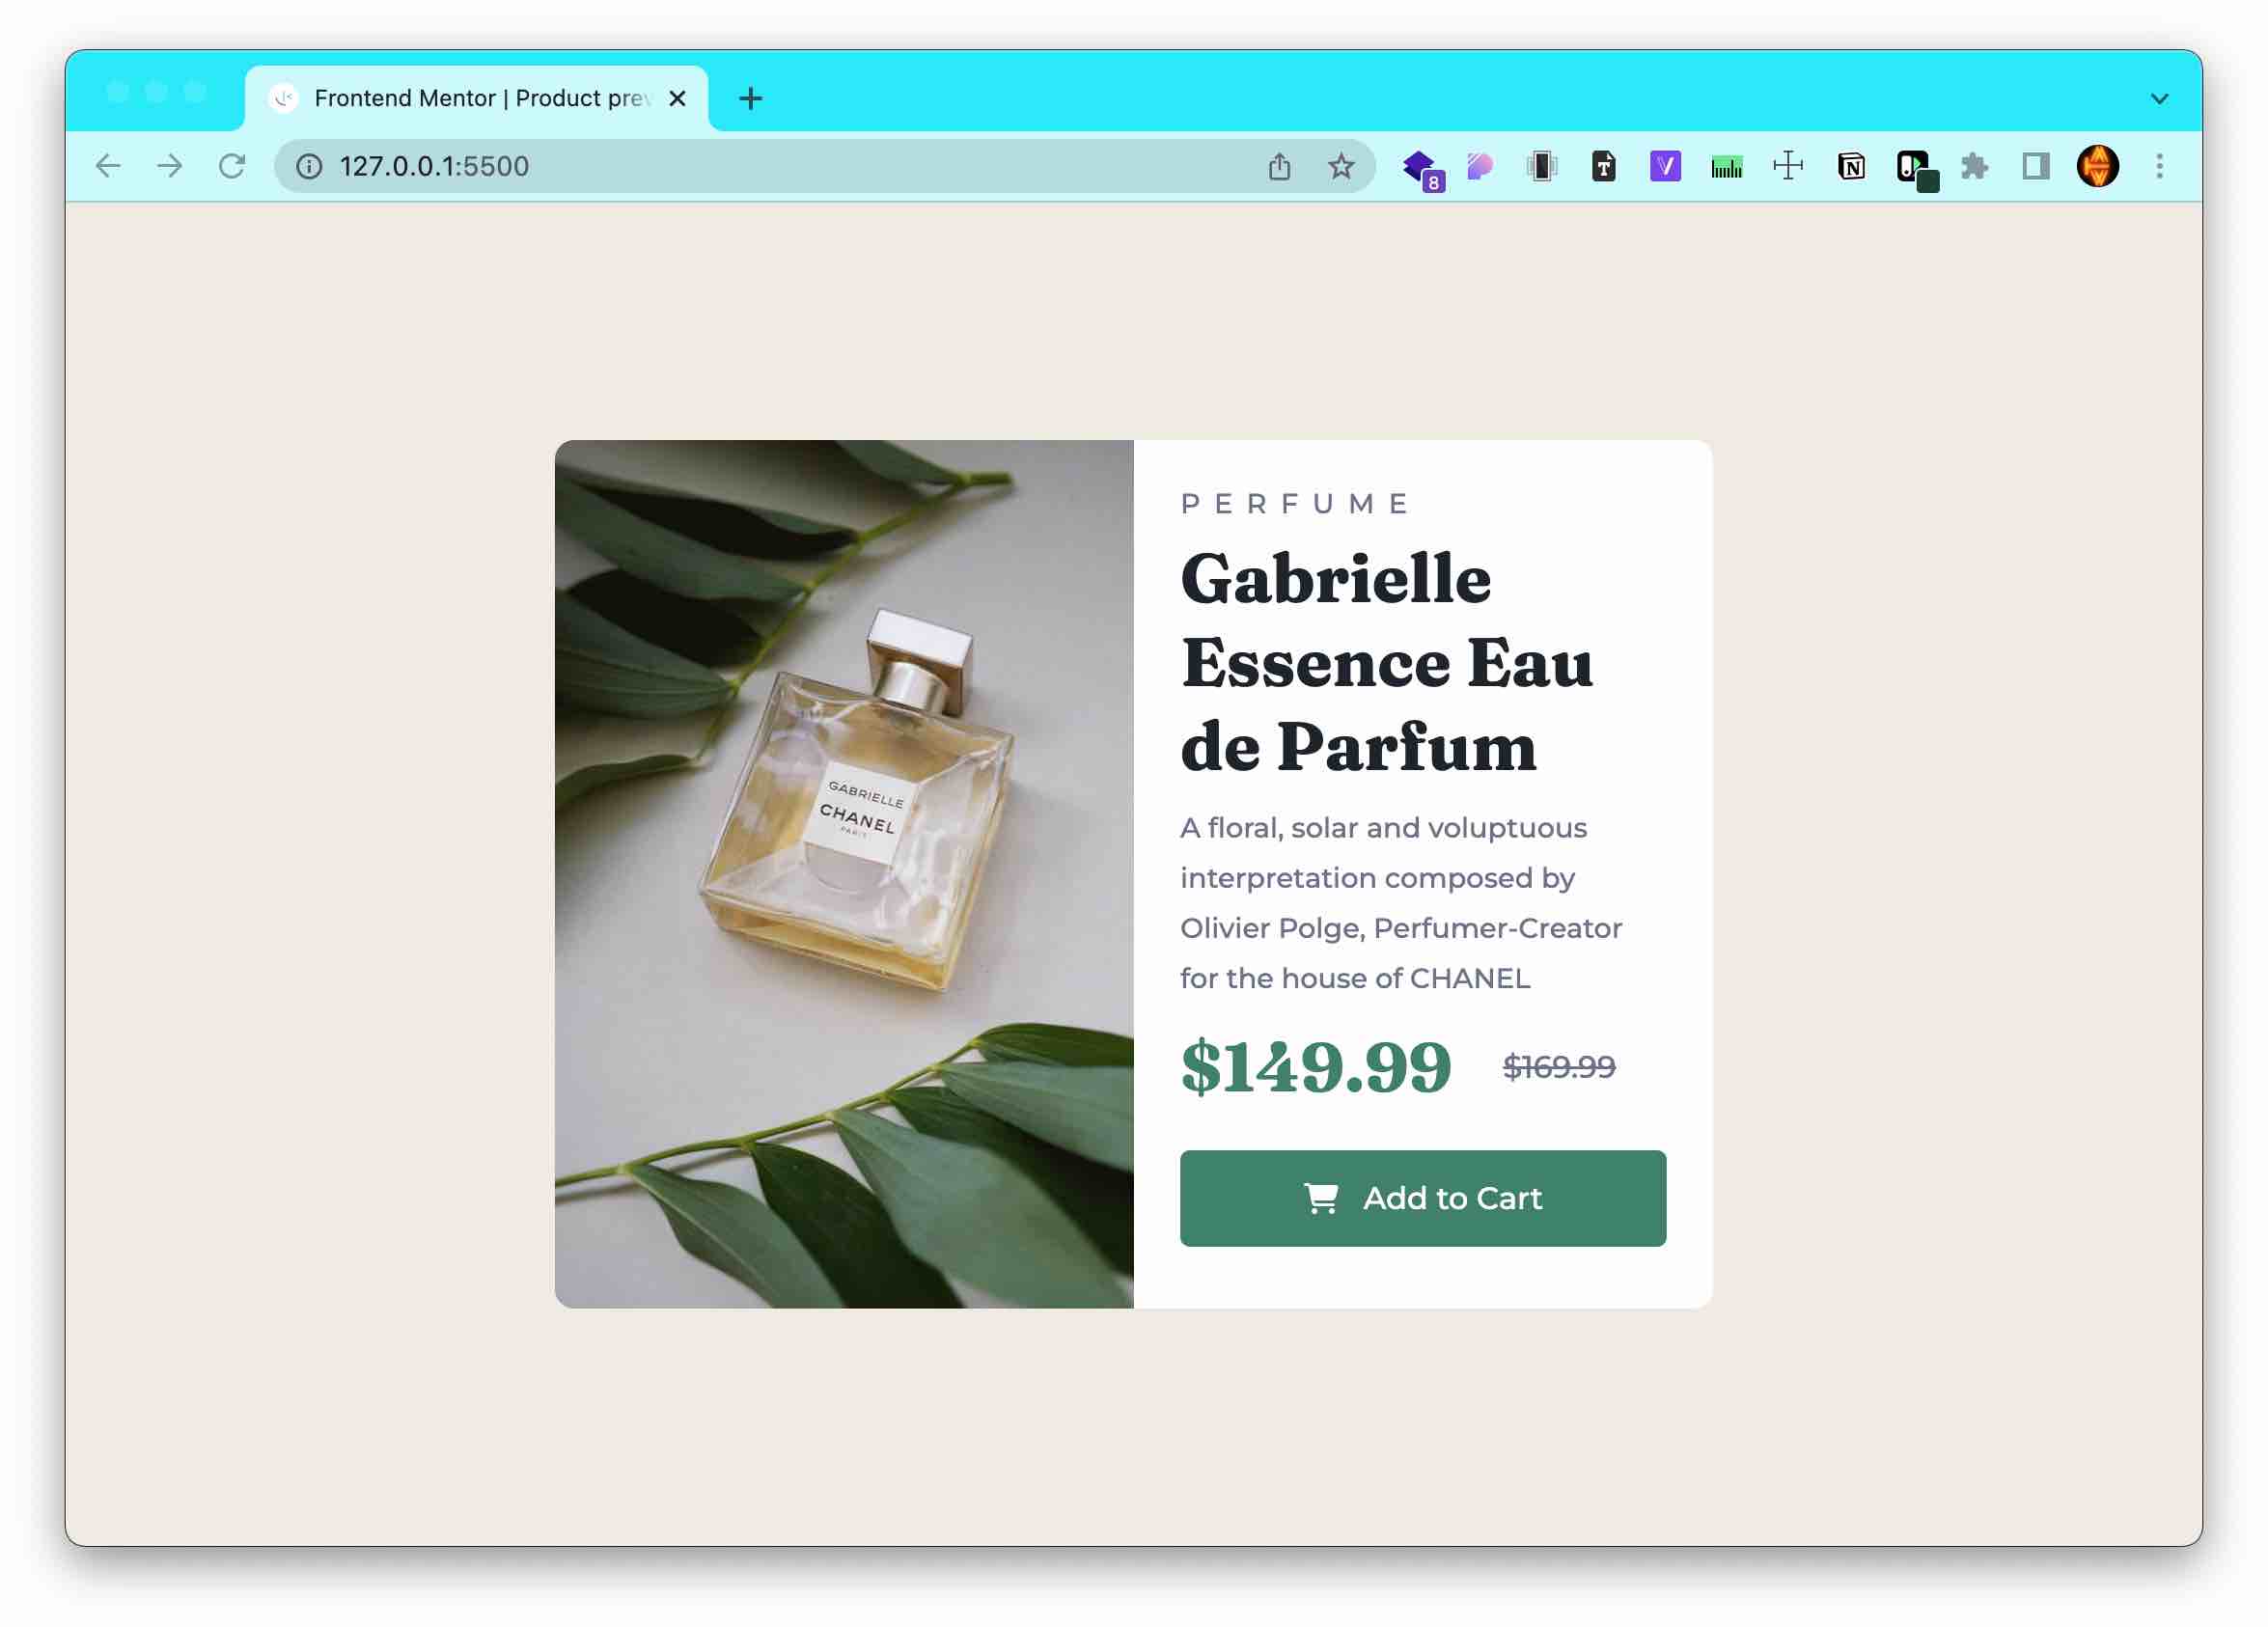 Frontend Mentor | Product prev
127.0.0.1:5500
8
PERFUME
Gabrielle
Essence Eau
de Parfum
A floral, solar and voluptuous
interpretation composed by
Olivier Polge, Perfumer-Creator
for the house of CHANEL
$149.99 $169.99
Add to Cart
GABRIELLE
CHANEL
PARIS